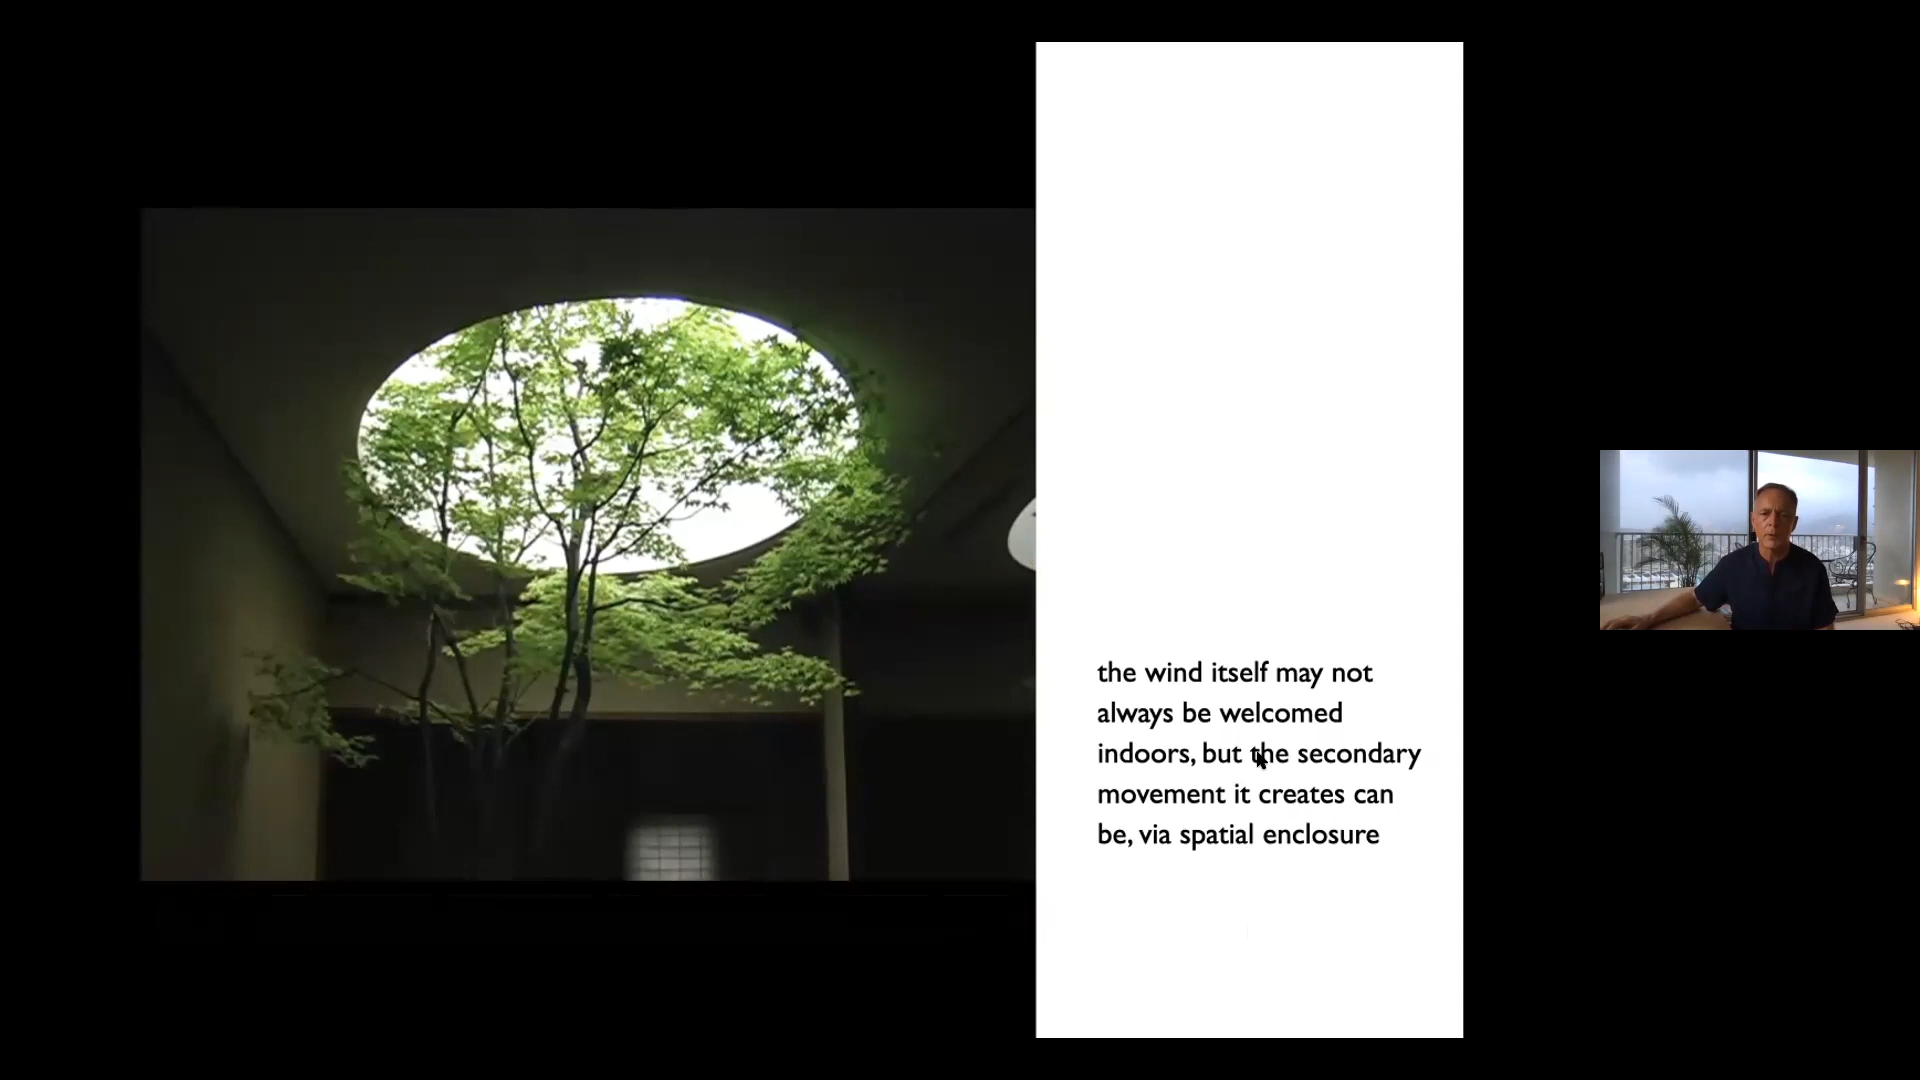 the wind itself may not
always be welcomed
indoors, but the secondary
movement it creates can
be, via spatial enclosure